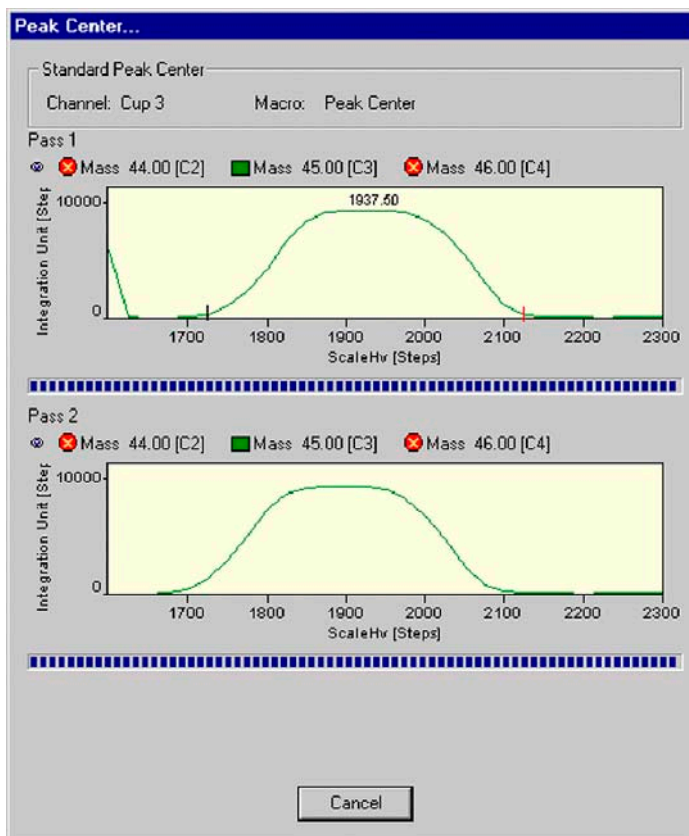 Peak Center...
Standard Peak Center
Channel: Cup 3 Macro: Peak Center
Pass 1
Mass 44.00 [C2] Mass 45.00 [C3] Mass 46.00 [C4]
Integration Unit [Step
10000
0
1937.50
1700 1800 1900 2000 2100 2200 2300
ScaleHv [Steps]
Pass 2
Mass 44.00 [C2] Mass 45.00 [C3] Mass 46.00 [C4]
Integration Unit [Step
10000
0
1700 1800 1900 2000 2100 2200 2300
ScaleHv [Steps]
Cancel